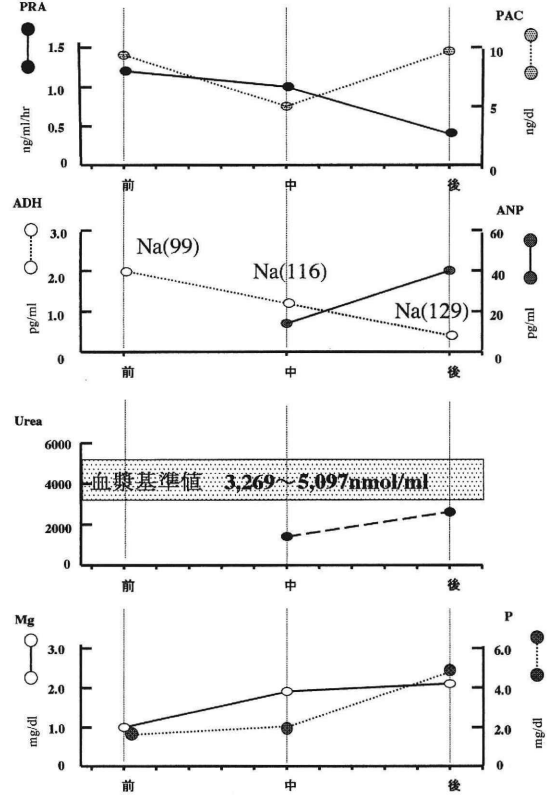 PRA
PAC
1.5
1.0
0.5
0
ng/ml/hr
10
5
0
ng/dl
前 中 後
ADH
ANP
3.0
2.0
1.0
0
pg/ml
60
40
20
0
pg/ml
Na(99)
Na(116)
Na(129)
前 中 後
Urea
6000
4000
2000
0
血漿基準値 3,269〜5,097nmol/ml
前 中 後
Mg
P
3.0
2.0
1.0
0
mg/dl
6.0
4.0
2.0
0
mg/dl
前 中 後